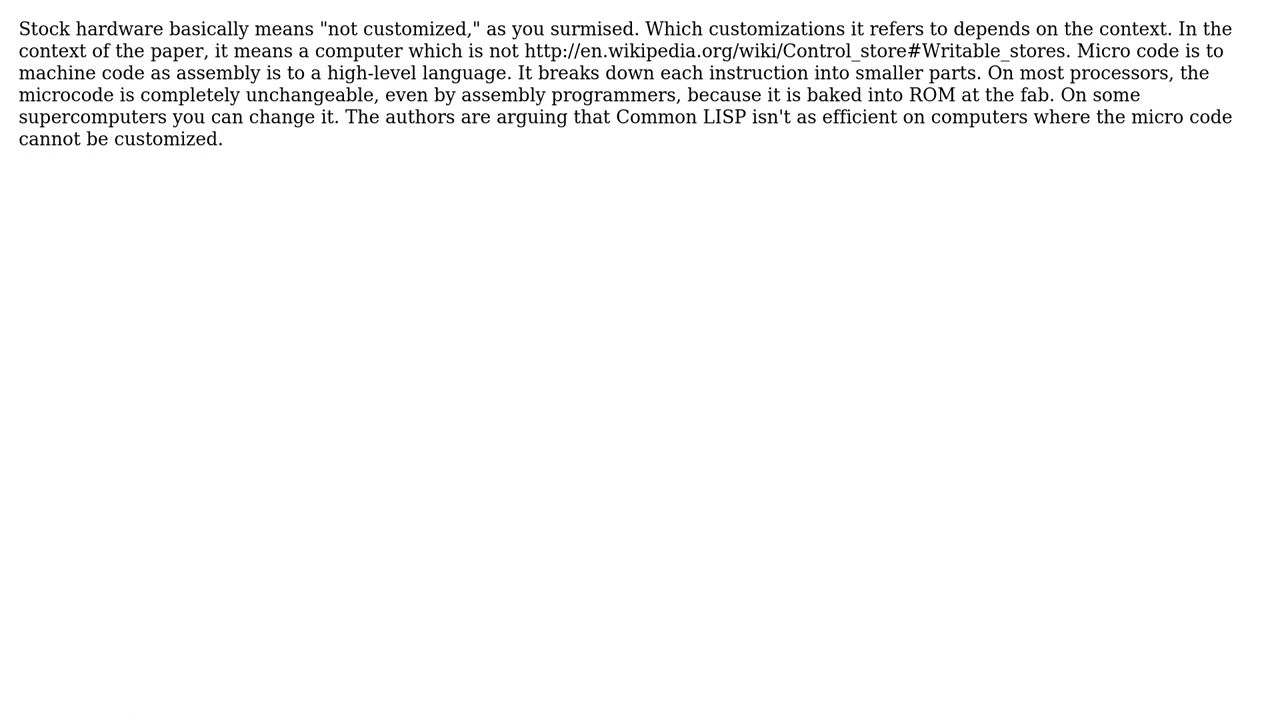 Stock hardware basically means "not customized," as you surmised. Which customizations it refers to depends on the context. In the
context of the paper, it means a computer which is not http://en.wikipedia.org/wiki/Control_store#Writable_stores. Micro code is to
machine code as assembly is to a high-level language. It breaks down each instruction into smaller parts. On most processors, the
microcode is completely unchangeable, even by assembly programmers, because it is baked into ROM at the fab. On some
supercomputers you can change it. The authors are arguing that Common LISP isn't as efficient on computers where the micro code
cannot be customized.